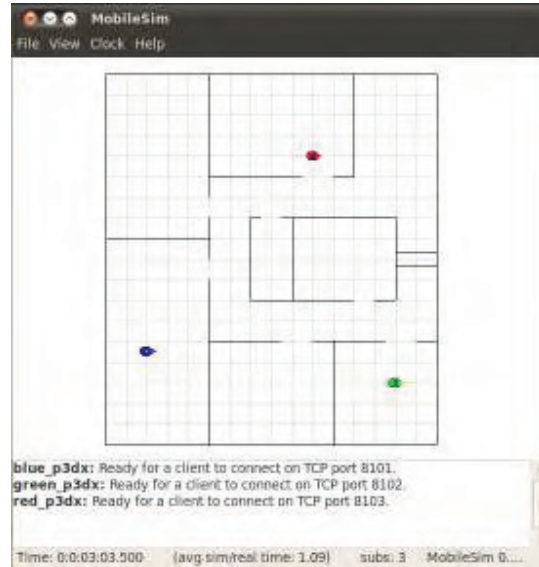 MobileSim
File View Clock Help
blue_p3dx: Ready for a client to connect on TCP port 8101.
green_p3dx: Ready for a client to connect on TCP port 8102.
red_p3dx: Ready for a client to connect on TCP port 8103.
Time: 0:0:03:03.500 (avg sim/real time: 1.09) subs: 3 MobileSim 0....